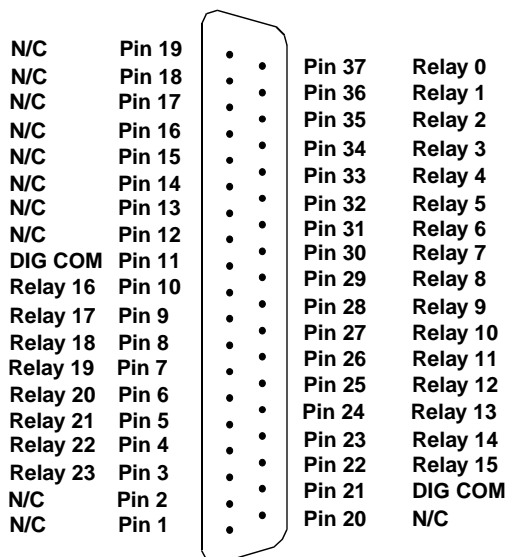 N/C Pin 19
N/C Pin 18
N/C Pin 17
N/C Pin 16
N/C Pin 15
N/C Pin 14
N/C Pin 13
N/C Pin 12
DIG COM Pin 11
Relay 16 Pin 10
Relay 17 Pin 9
Relay 18 Pin 8
Relay 19 Pin 7
Relay 20 Pin 6
Relay 21 Pin 5
Relay 22 Pin 4
Relay 23 Pin 3
N/C Pin 2
N/C Pin 1
Pin 37 Relay 0
Pin 36 Relay 1
Pin 35 Relay 2
Pin 34 Relay 3
Pin 33 Relay 4
Pin 32 Relay 5
Pin 31 Relay 6
Pin 30 Relay 7
Pin 29 Relay 8
Pin 28 Relay 9
Pin 27 Relay 10
Pin 26 Relay 11
Pin 25 Relay 12
Pin 24 Relay 13
Pin 23 Relay 14
Pin 22 Relay 15
Pin 21 DIG COM
Pin 20 N/C